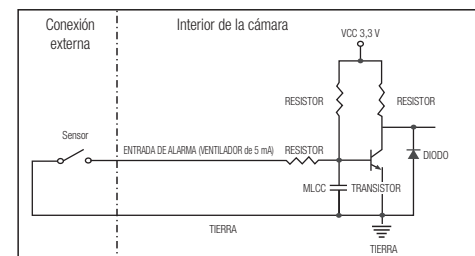 Conexión
externa
Interior de la cámara
VCC 3,3 V
RESISTOR
RESISTOR
Sensor
ENTRADA DE ALARMA (VENTILADOR de 5 mA)
RESISTOR
DIODO
MLCC
TRANSISTOR
TIERRA
TIERRA